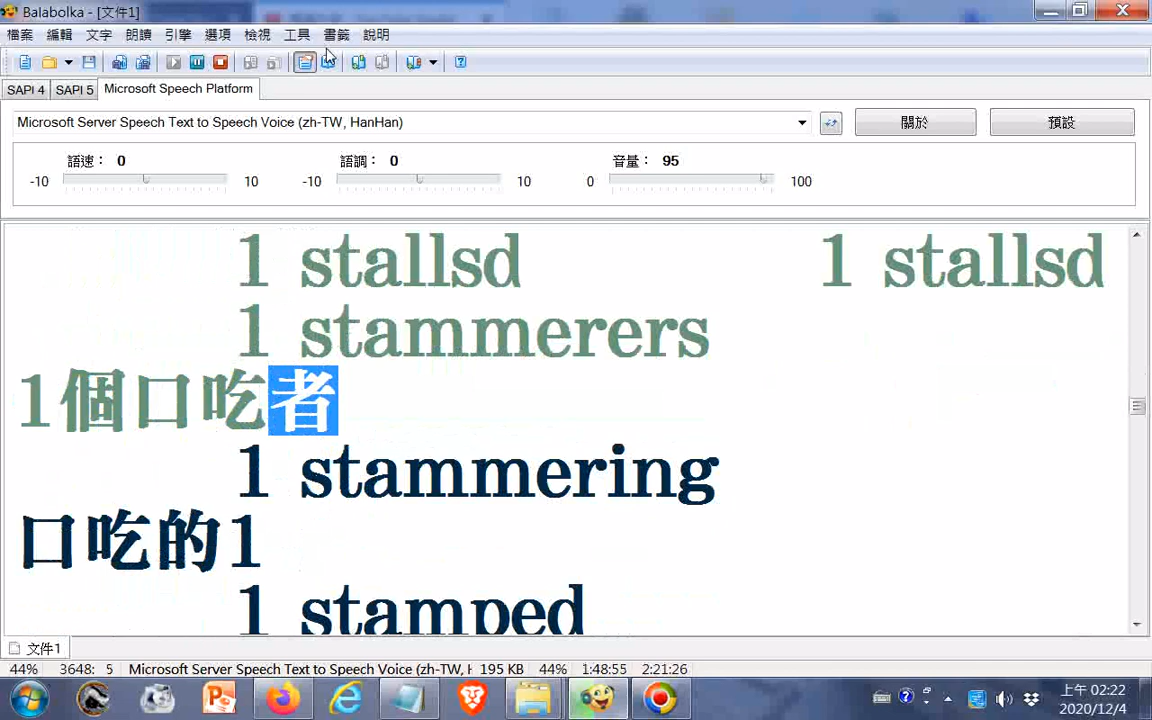 Balabolka - [文件1]
檔案 編輯 文字 朗讀 引擎 選項 檢視 工具 書籤 說明
SAPI 4 SAPI 5 Microsoft Speech Platform
Microsoft Server Speech Text to Speech Voice (zh-TW, HanHan) 關於 預設
語速： 0 語調： 0 音量： 95
-10 10 -10 10 0 100
1 stallsd 1 stallsd
1 stammerers
1個口吃者
1 stammering
口吃的1
1 stamped
文件1
44% 3648: 5 Microsoft Server Speech Text to Speech Voice (zh-TW, H 195 KB 44% 1:48:55 2:21:26
上午 02:22
2020/12/4